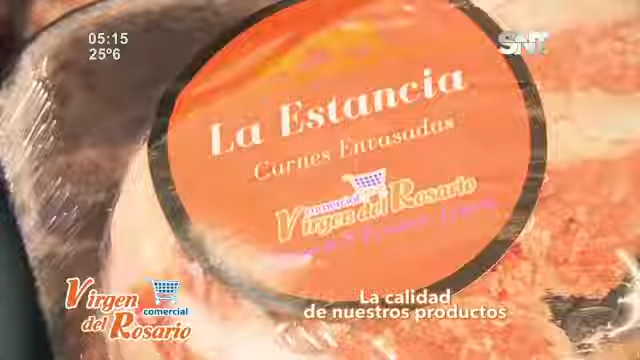 05:15
25°6
SNT
La Estancia
Carnes Envasadas
comercial
Virgen del Rosario
Virgen
comercial
del Rosario
La calidad
de nuestros productos